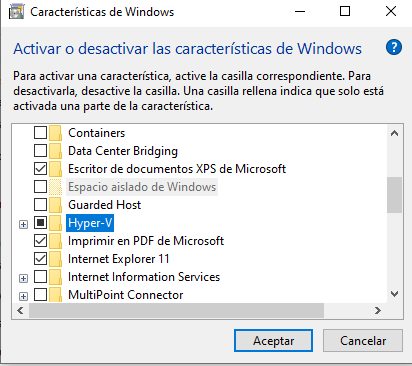 Características de Windows
Activar o desactivar las características de Windows
?
Para activar una característica, active la casilla correspondiente. Para
desactivarla, desactive la casilla. Una casilla rellena indica que solo está
activada una parte de la característica.
Containers
Data Center Bridging
Escritor de documentos XPS de Microsoft
Espacio aislado de Windows
Guarded Host
Hyper-V
Imprimir en PDF de Microsoft
Internet Explorer 11
Internet Information Services
MultiPoint Connector
Aceptar
Cancelar